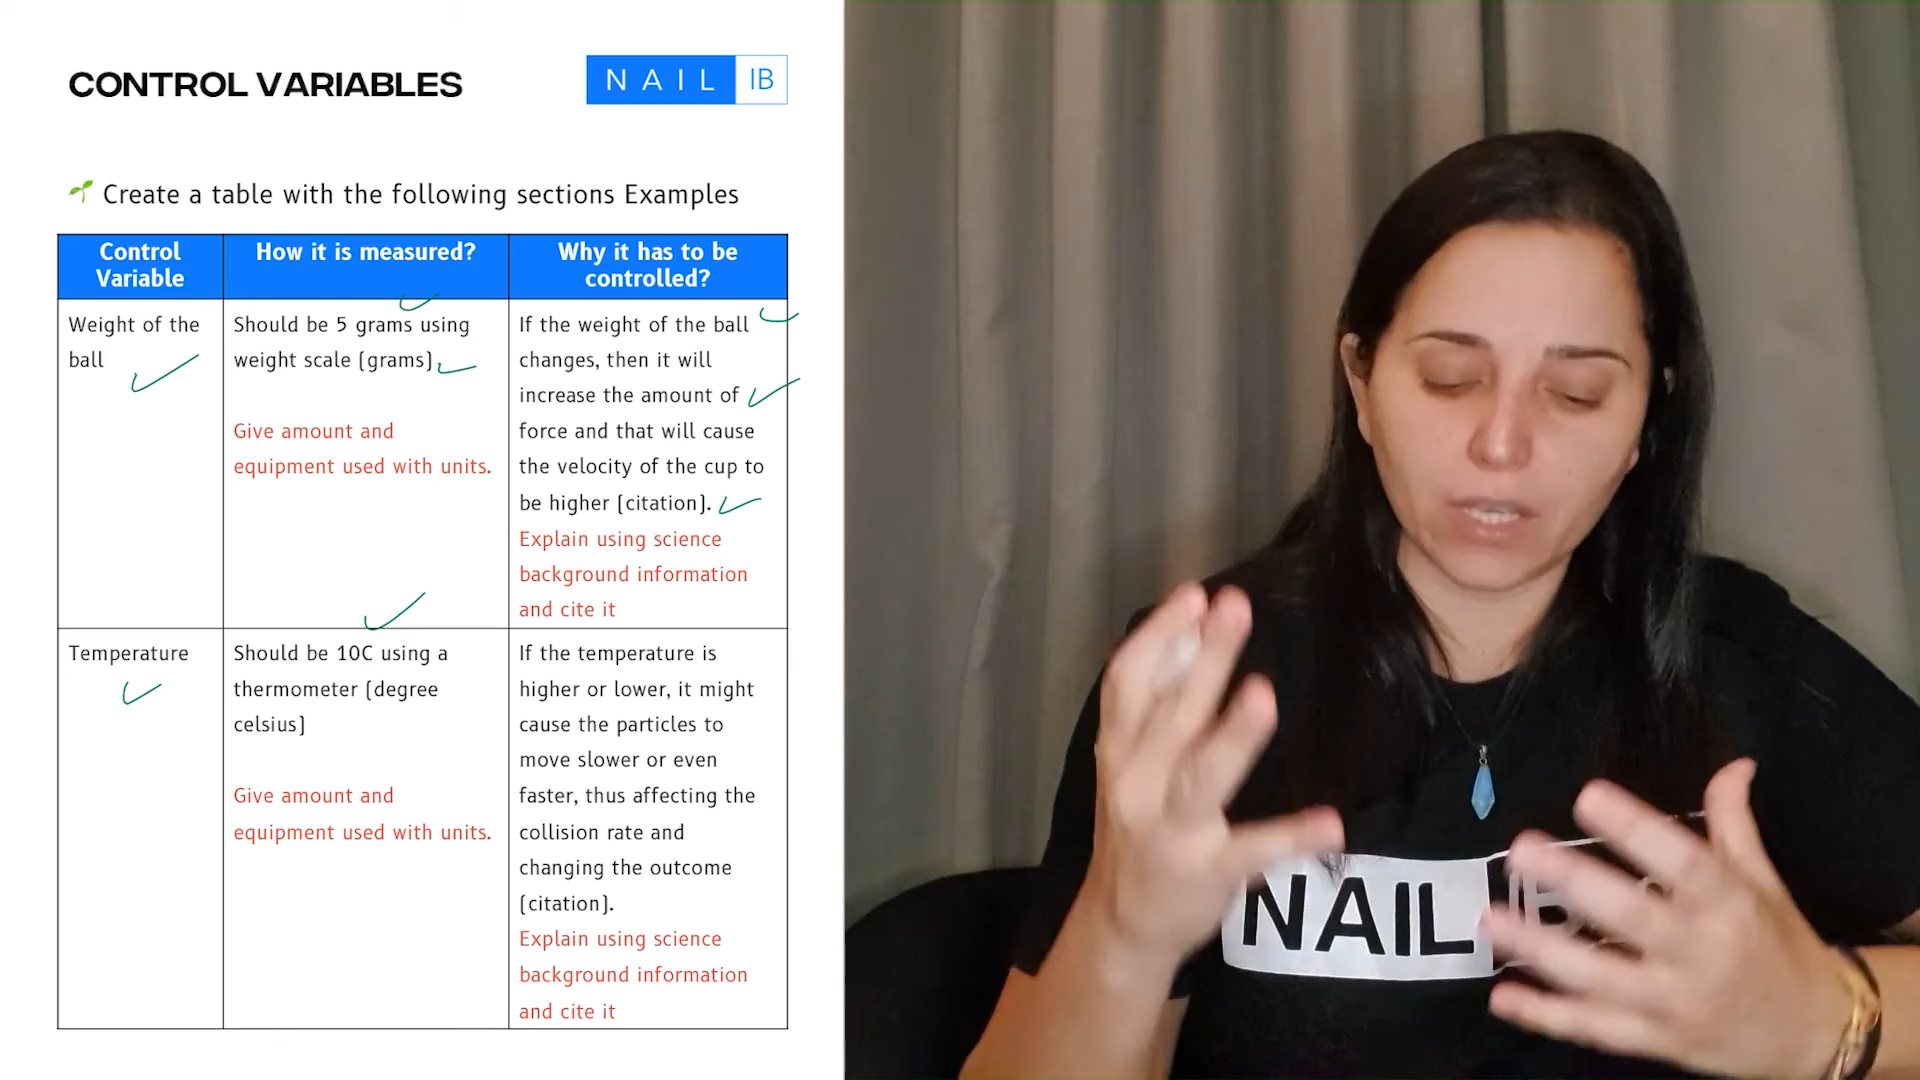 CONTROL VARIABLES
NAIL IB
Create a table with the following sections Examples
Control
Variable
How it is measured?
Why it has to be
controlled?
Weight of the
ball
Should be 5 grams using
weight scale (grams)
Give amount and
equipment used with units.
If the weight of the ball
changes, then it will
increase the amount of
force and that will cause
the velocity of the cup to
be higher (citation).
Explain using science
background information
and cite it
Temperature
Should be 10C using a
thermometer (degree
celsius)
Give amount and
equipment used with units.
If the temperature is
higher or lower, it might
cause the particles to
move slower or even
faster, thus affecting the
collision rate and
changing the outcome
(citation).
Explain using science
background information
and cite it
NAIL IB